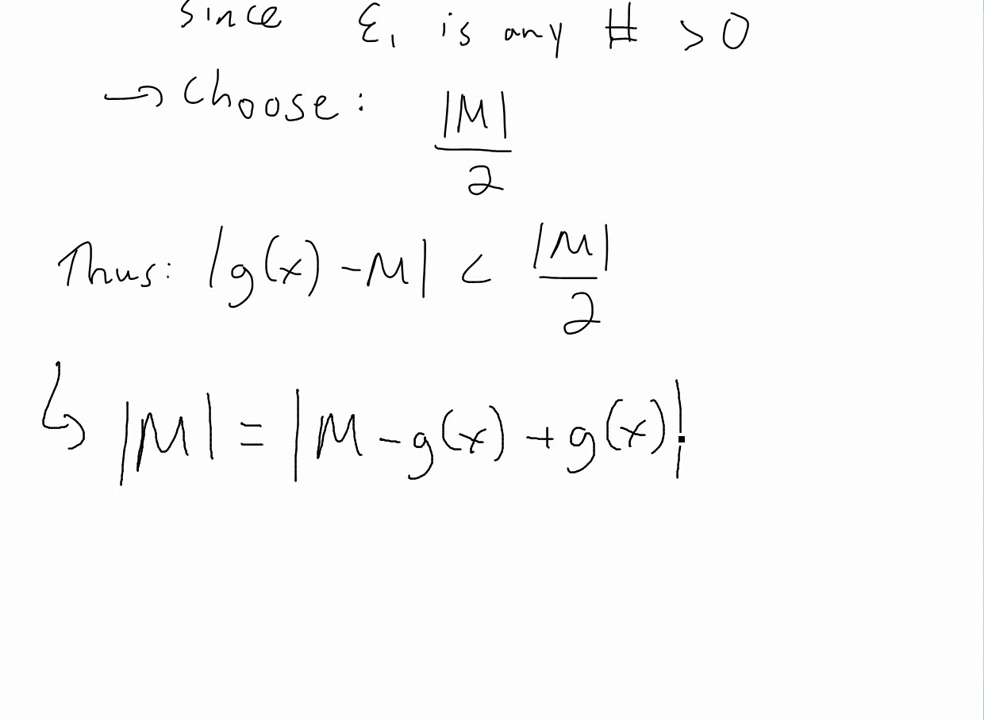 since ε₁ is any # > 0
→ Choose: |M|/2
Thus: |g(x) - M| < |M|/2
↳ |M| = |M - g(x) + g(x)|